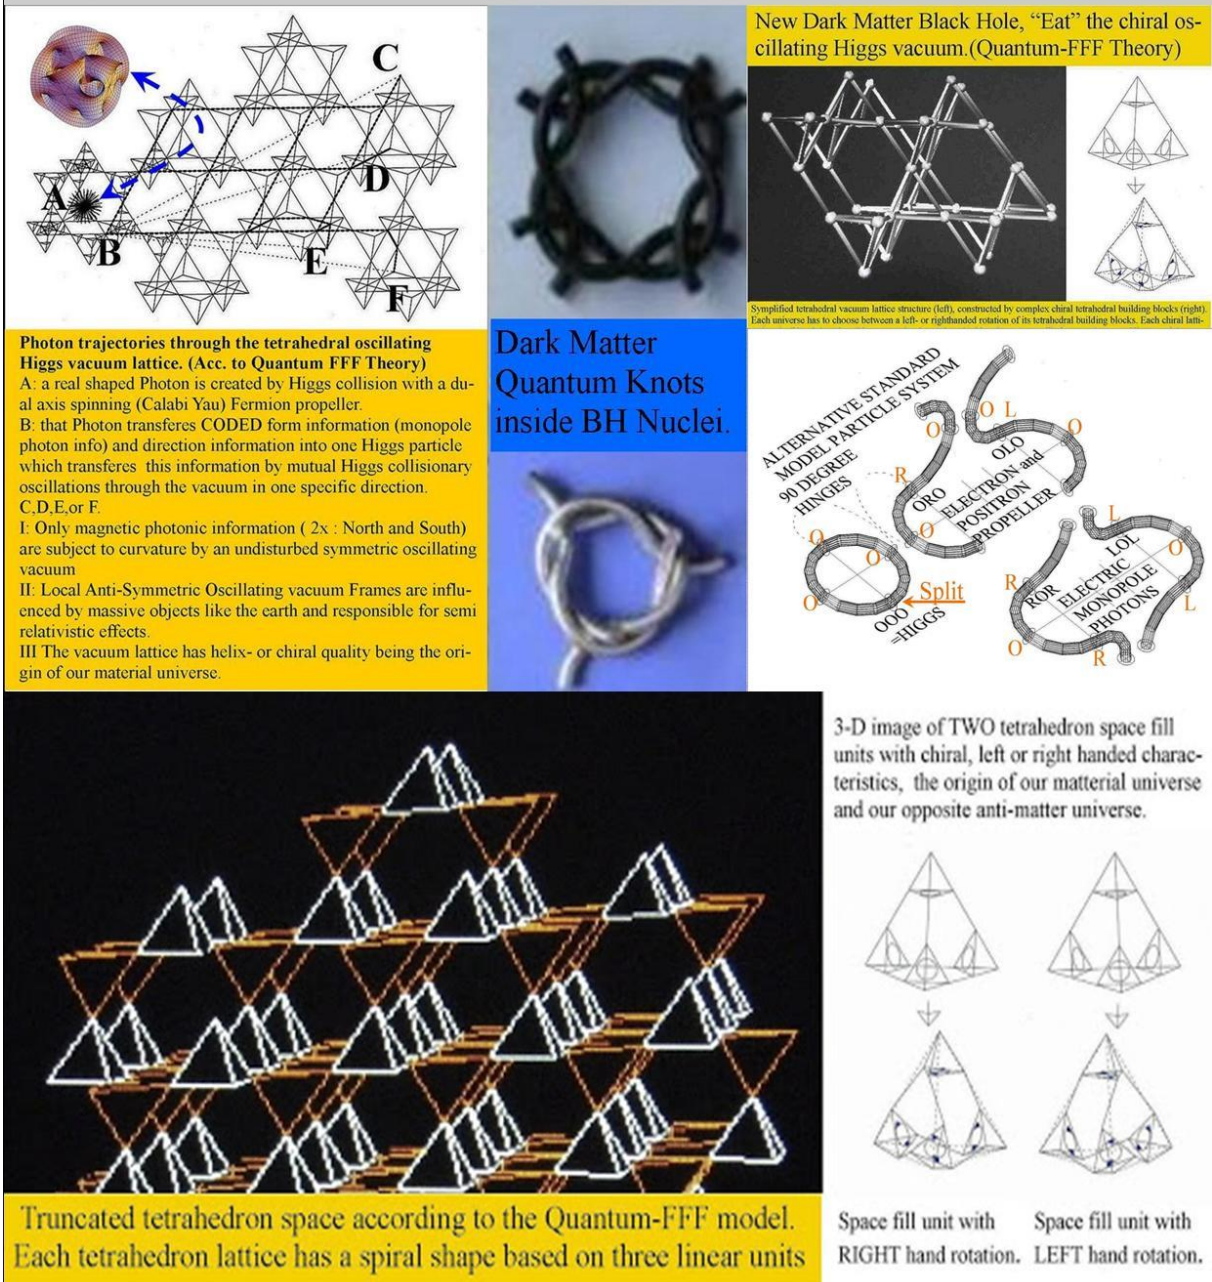 C
A
D
B
E
F
Photon trajectories through the tetrahedral oscillating
Higgs vacuum lattice. (Acc. to Quantum FFF Theory)
A: a real shaped Photon is created by Higgs collision with a du-
al axis spinning (Calabi Yau) Fermion propeller.
B: that Photon transferes CODED form information (monopole
photon info) and direction information into one Higgs particle
which transferes this information by mutual Higgs collisionary
oscillations through the vacuum in one specific direction.
C,D,E,or F.
I: Only magnetic photonic information ( 2x : North and South)
are subject to curvature by an undisturbed symmetric oscillating
vacuum
II: Local Anti-Symmetric Oscillating vacuum Frames are influ-
enced by massive objects like the earth and responsible for semi
relativistic effects.
III The vacuum lattice has helix- or chiral quality being the ori-
gin of our material universe.
Dark Matter
Quantum Knots
inside BH Nuclei.
New Dark Matter Black Hole, “Eat” the chiral os-
cillating Higgs vacuum.(Quantum-FFF Theory)
Symplified tetrahedral vacuum lattice structure (left), constructed by complex chiral tetrahedral building blocks (right).
Each universe has to choose between a left- or righthanded rotation of its tetrahedral building blocks. Each chiral latti-
ALTERNATIVE STANDARD
MODEL PARTICLE SYSTEM
90 DEGREE
HINGES
O
O L
O
OLO
R
ORO
ELECTRON and
POSITRON
PROPELLER
O
O
O
O
Split
OOO
=HIGGS
L
LOL
O
R
ROR
ELECTRIC
MONOPOLE
PHOTONS
L
O
R
3-D image of TWO tetrahedron space fill
units with chiral, left or right handed charac-
teristics, the origin of our matterial universe
and our opposite anti-matter universe.
Space fill unit with
RIGHT hand rotation.
Space fill unit with
LEFT hand rotation.
Truncated tetrahedron space according to the Quantum-FFF model.
Each tetrahedron lattice has a spiral shape based on three linear units